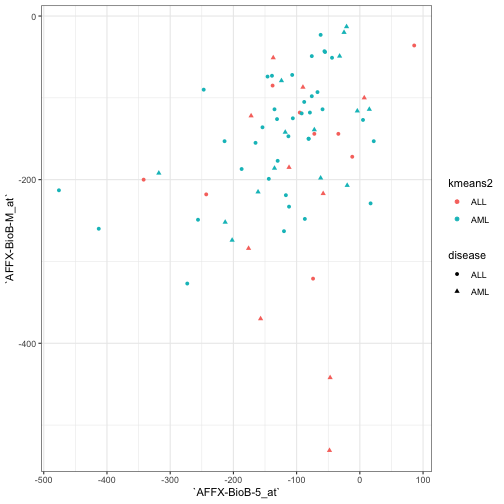 0
-200
-400
-500
-400
-300
-200
-100
0
100
`AFFX-BioB-5_at`
`AFFX-BioB-M_at`
kmeans2
ALL
AML
disease
ALL
AML